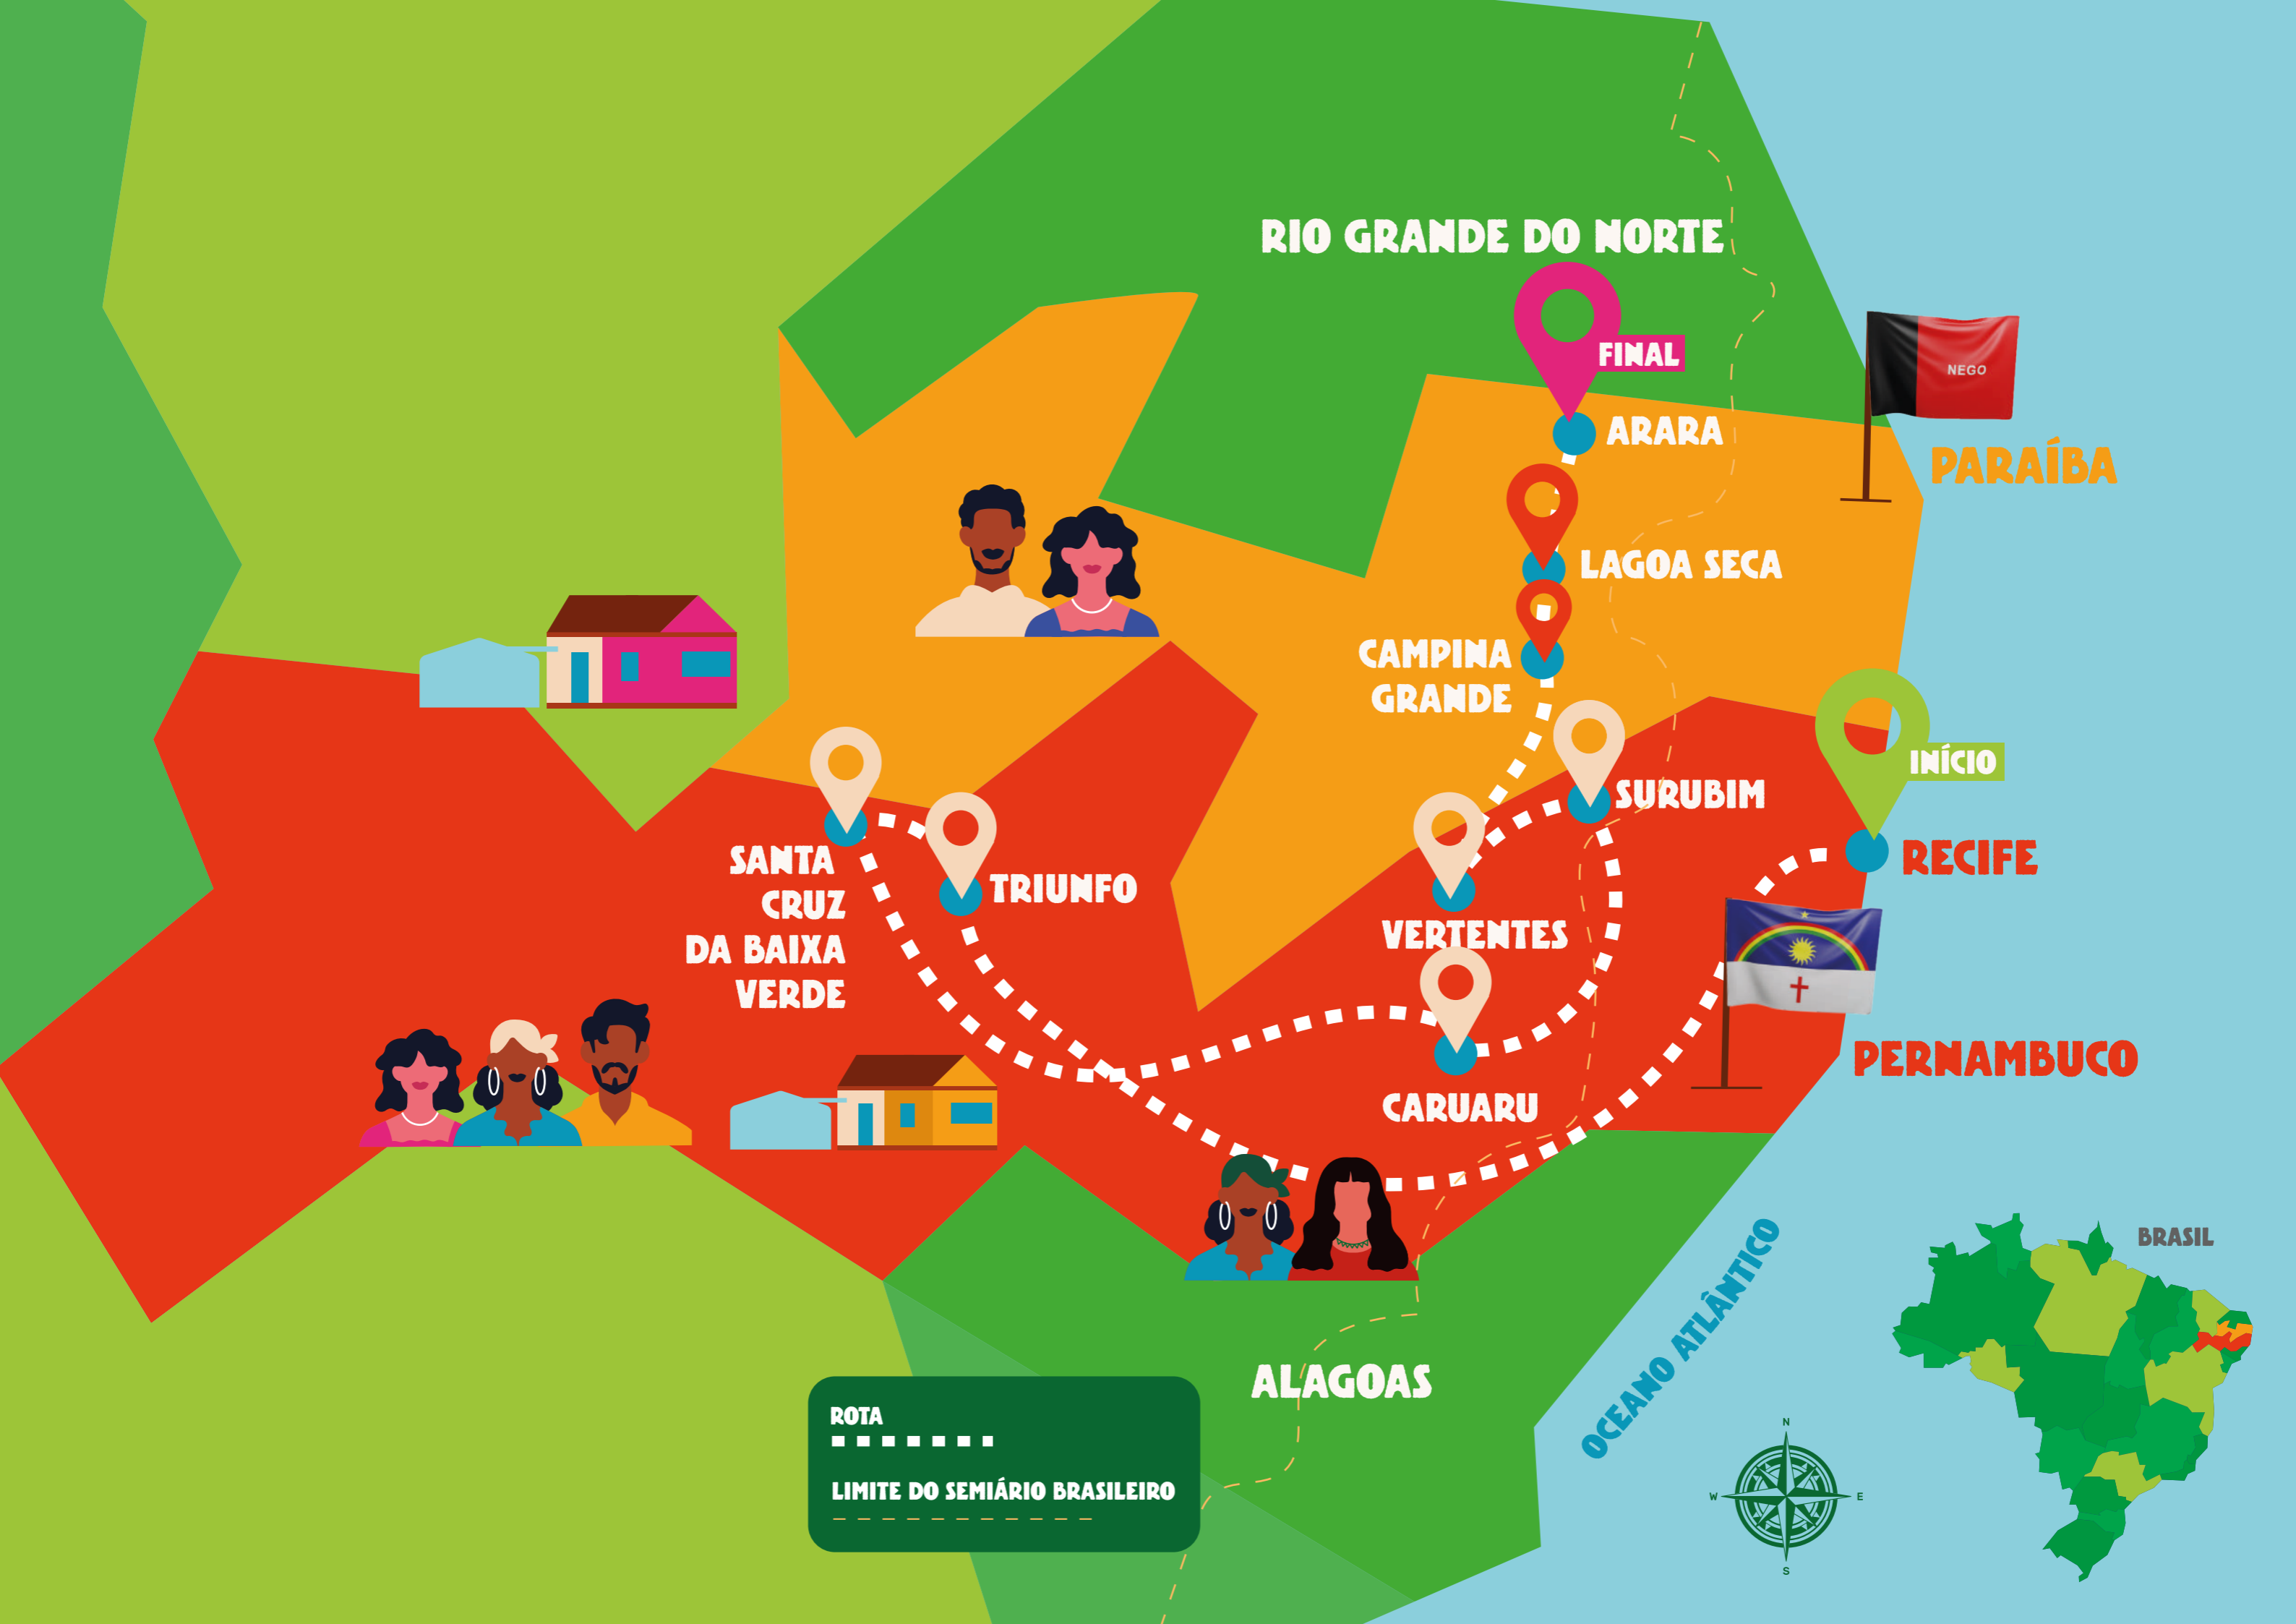 RIO GRANDE DO NORTE
FINAL
ARARA
NEGO
PARAÍBA
LAGOA SECA
CAMPINA
GRANDE
SURUBIM
INÍCIO
RECIFE
SANTA
CRUZ
DA BAIXA
VERDE
TRIUNFO
VERTENTES
CARUARU
PERNAMBUCO
ALAGOAS
OCEANO ATLÂNTICO
BRASIL
ROTA
LIMITE DO SEMIÁRIO BRASILEIRO
N
W
E
S